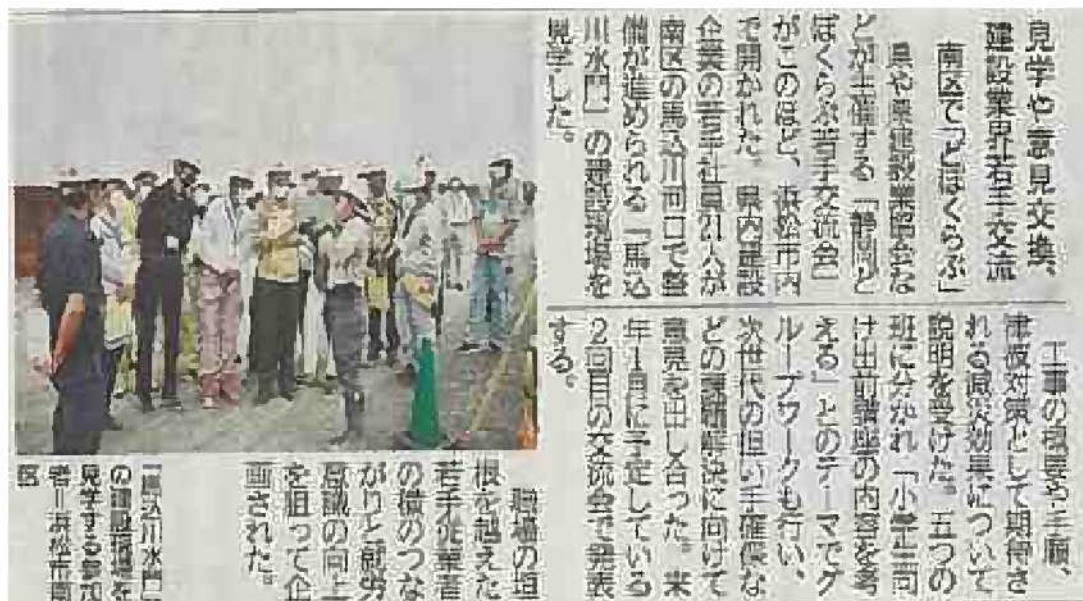 見学や意見交換、
建設業界若手交流
南区で「どぼくらぶ」
県や県建設業協会な
どが主催する「静岡ど
ぼくらぶ若手交流会」
がこのほど、浜松市内
で開かれた。県内建設
企業の若手社員21人が
南区の馬込川河口で整
備が進められる「馬込
川水門」の建設現場を
見学した。
工事の概要や手順、
津波対策として期待さ
れる減災効果について
説明を受けた。五つの
班に分かれ「小学生向
け出前講座の内容を考
える」とのテーマでグ
ループワークも行い、
次世代の担い手確保な
どの課題解決に向けて
意見を出し合った。来
年1月に予定している
2回目の交流会で発表
する。
職場の垣
根を越えた
若手従業者
の横のつな
がりと就労
意識の向上
を狙って企
画された。
「馬込川水門」
の建設現場を
見学する参加
者=浜松市南
区